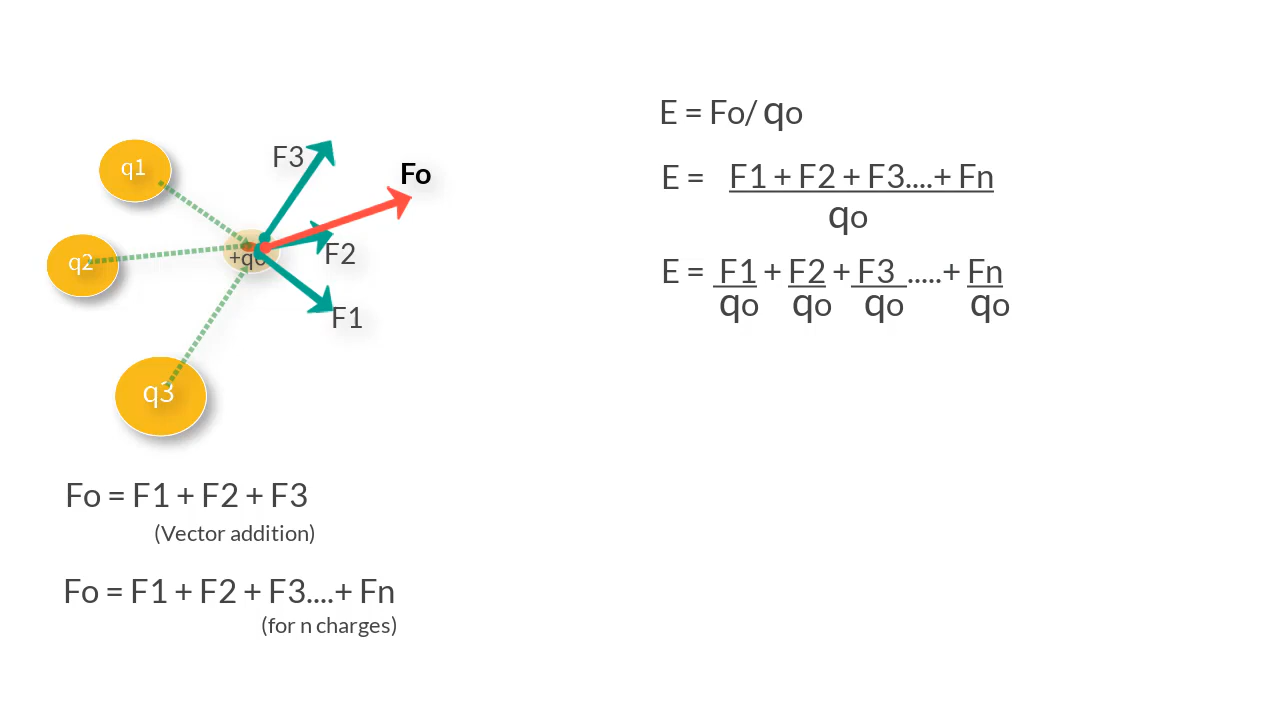 q1
q2
q3
+qo
F3
Fo
F2
F1
Fo = F1 + F2 + F3
(Vector addition)
Fo = F1 + F2 + F3....+ Fn
(for n charges)
E = Fo/ qo
E = F1 + F2 + F3....+ Fn
qo
E = F1 + F2 + F3 .....+ Fn
qo qo qo qo